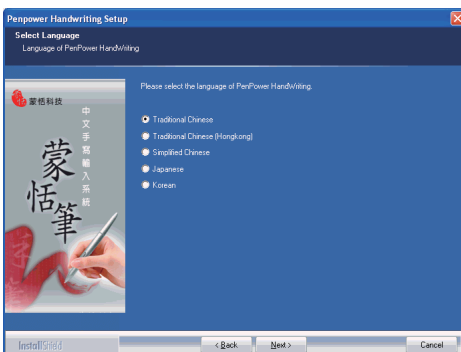 Penpower Handwriting Setup
Select Language
Language of PenPower HandWriting
Please select the language of PenPower HandWriting.
Traditional Chinese
Traditional Chinese (Hongkong)
Simplified Chinese
Japanese
Korean
蒙恬科技
中文手寫輸入系統
蒙恬筆
InstallShield
< Back
Next >
Cancel